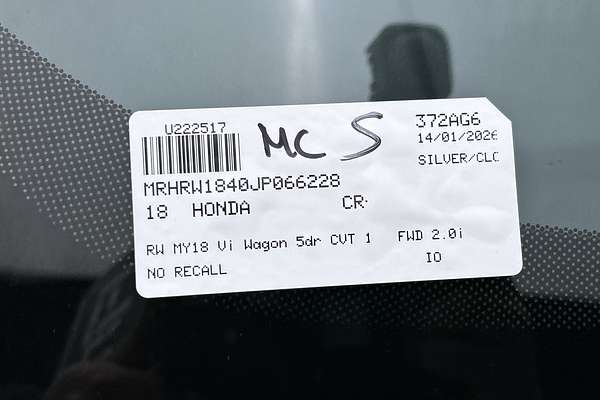 U222517
MC S
372AG6
14/01/2026
SILVER/CLO
MRHRW1840JP066228
18 HONDA CR-
RW MY18 Vi Wagon 5dr CVT 1 FWD 2.0i
NO RECALL IO